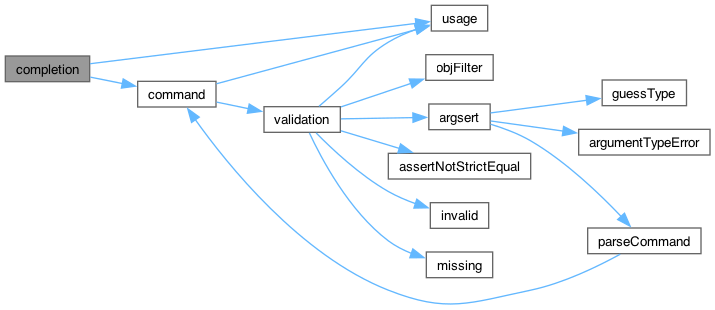 completion
command
validation
usage
objFilter
argsert
assertNotStrictEqual
invalid
missing
guessType
argumentTypeError
parseCommand